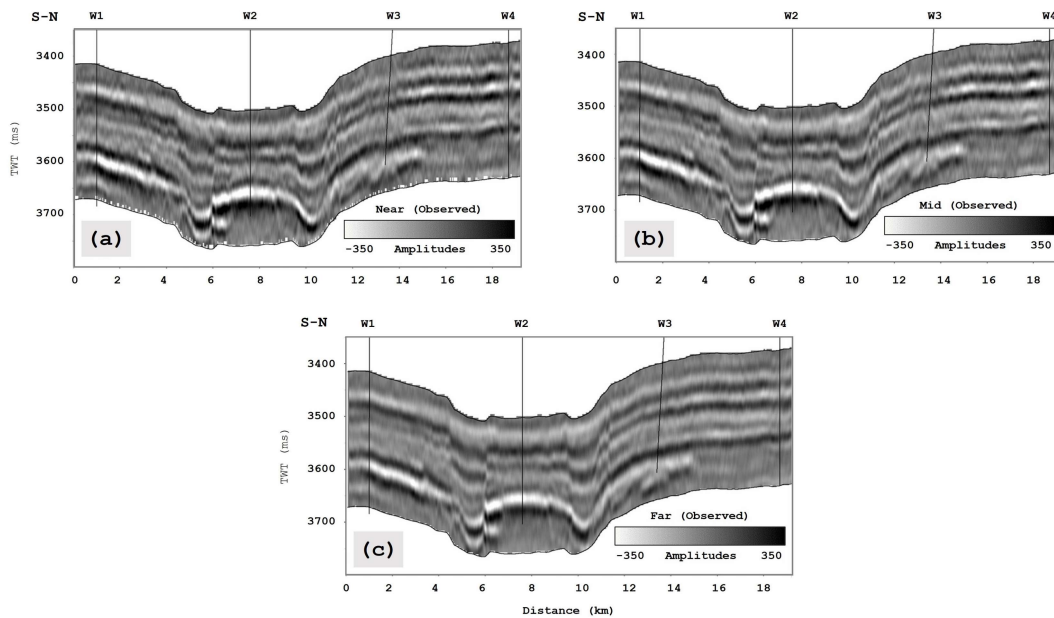 S-N W1 W2 W3 W4
3400
3500
3600
3700
TWT (ms)
(a)
Near (Observed)
-350 Amplitudes 350
0 2 4 6 8 10 12 14 16 18
S-N W1 W2 W3 W4
3400
3500
3600
3700
(b)
Mid (Observed)
-350 Amplitudes 350
0 2 4 6 8 10 12 14 16 18
S-N W1 W2 W3 W4
3400
3500
3600
3700
TWT (ms)
(c)
Far (Observed)
-350 Amplitudes 350
0 2 4 6 8 10 12 14 16 18
Distance (km)